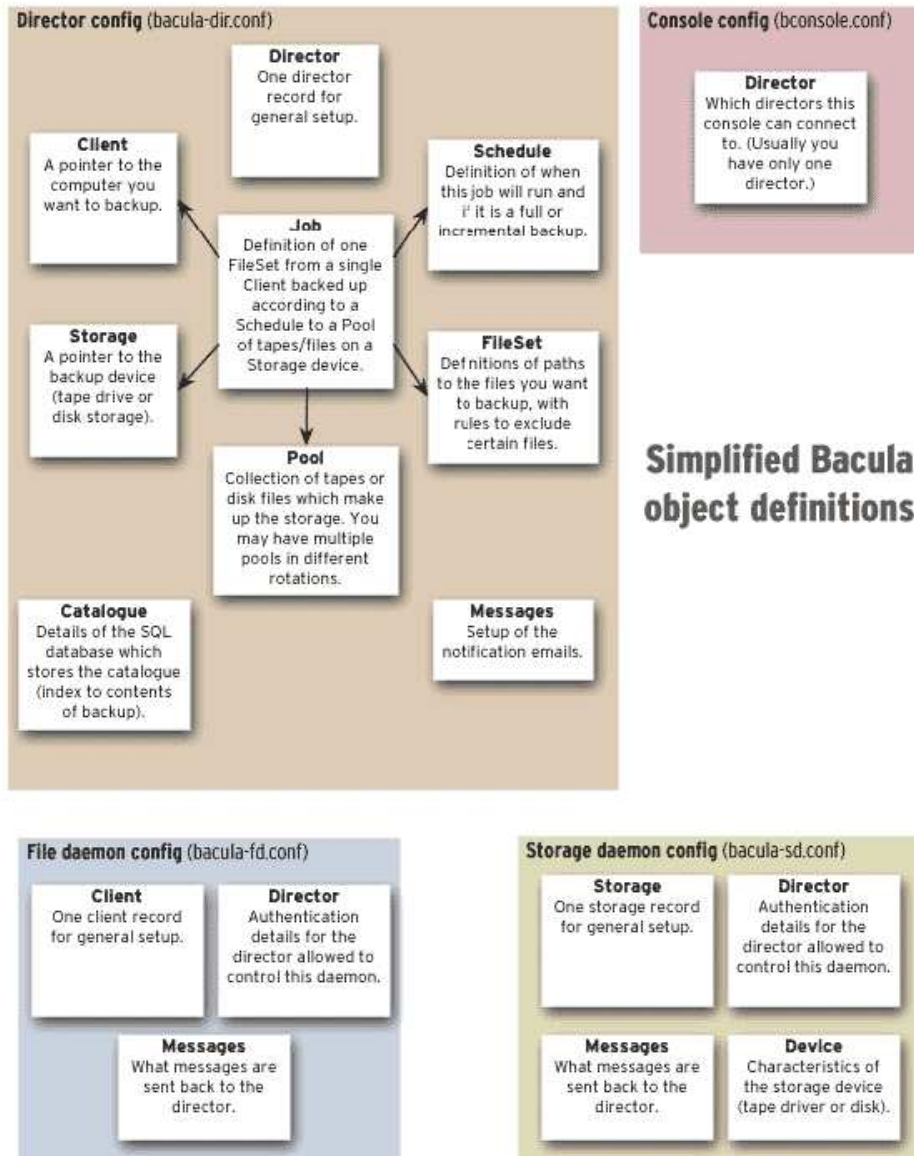 Director config (bacula-dir.conf)
Director
One director
record for
general setup.
Client
A pointer to the
computer you
want to backup.
Schedule
Definition of when
this job will run and
i' it is a full or
incremental backup.
Job
Definition of one
FileSet from a single
Client backed up
according to a
Schedule to a Pool
of tapes/files on a
Storage device.
Storage
A pointer to the
backup device
(tape drive or
disk storage).
FileSet
Definitions of paths
to the files you want
to backup, with
rules to exclude
certain files.
Pool
Collection of tapes or
disk files which make
up the storage. You
may have multiple
pools in different
rotations.
Catalogue
Details of the SQL
database which
stores the catalogue
(index to contents
of backup).
Messages
Setup of the
notification emails.
Console config (bconsole.conf)
Director
Which directors this
console can connect
to. (Usually you
have only one
director.)
Simplified Bacula
object definitions
File daemon config (bacula-fd.conf)
Client
One client record
for general setup.
Director
Authentication
details for the
director allowed to
control this daemon.
Messages
What messages are
sent back to the
director.
Storage daemon config (bacula-sd.conf)
Storage
One storage record
for general setup.
Director
Authentication
details for the
director allowed to
control this daemon.
Messages
What messages are
sent back to the
director.
Device
Characteristics of
the storage device
(tape driver or disk).